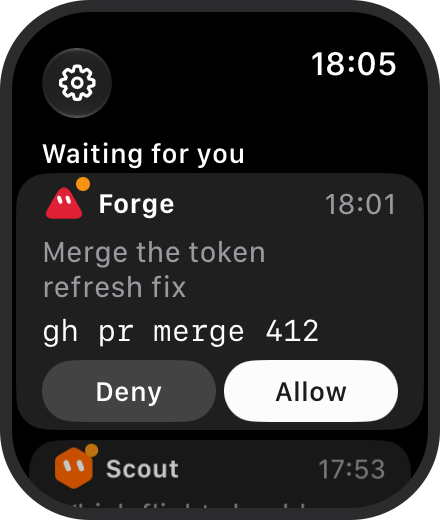 18:05
Waiting for you
Forge 18:01
Merge the token
refresh fix
gh pr merge 412
Deny Allow
Scout 17:53